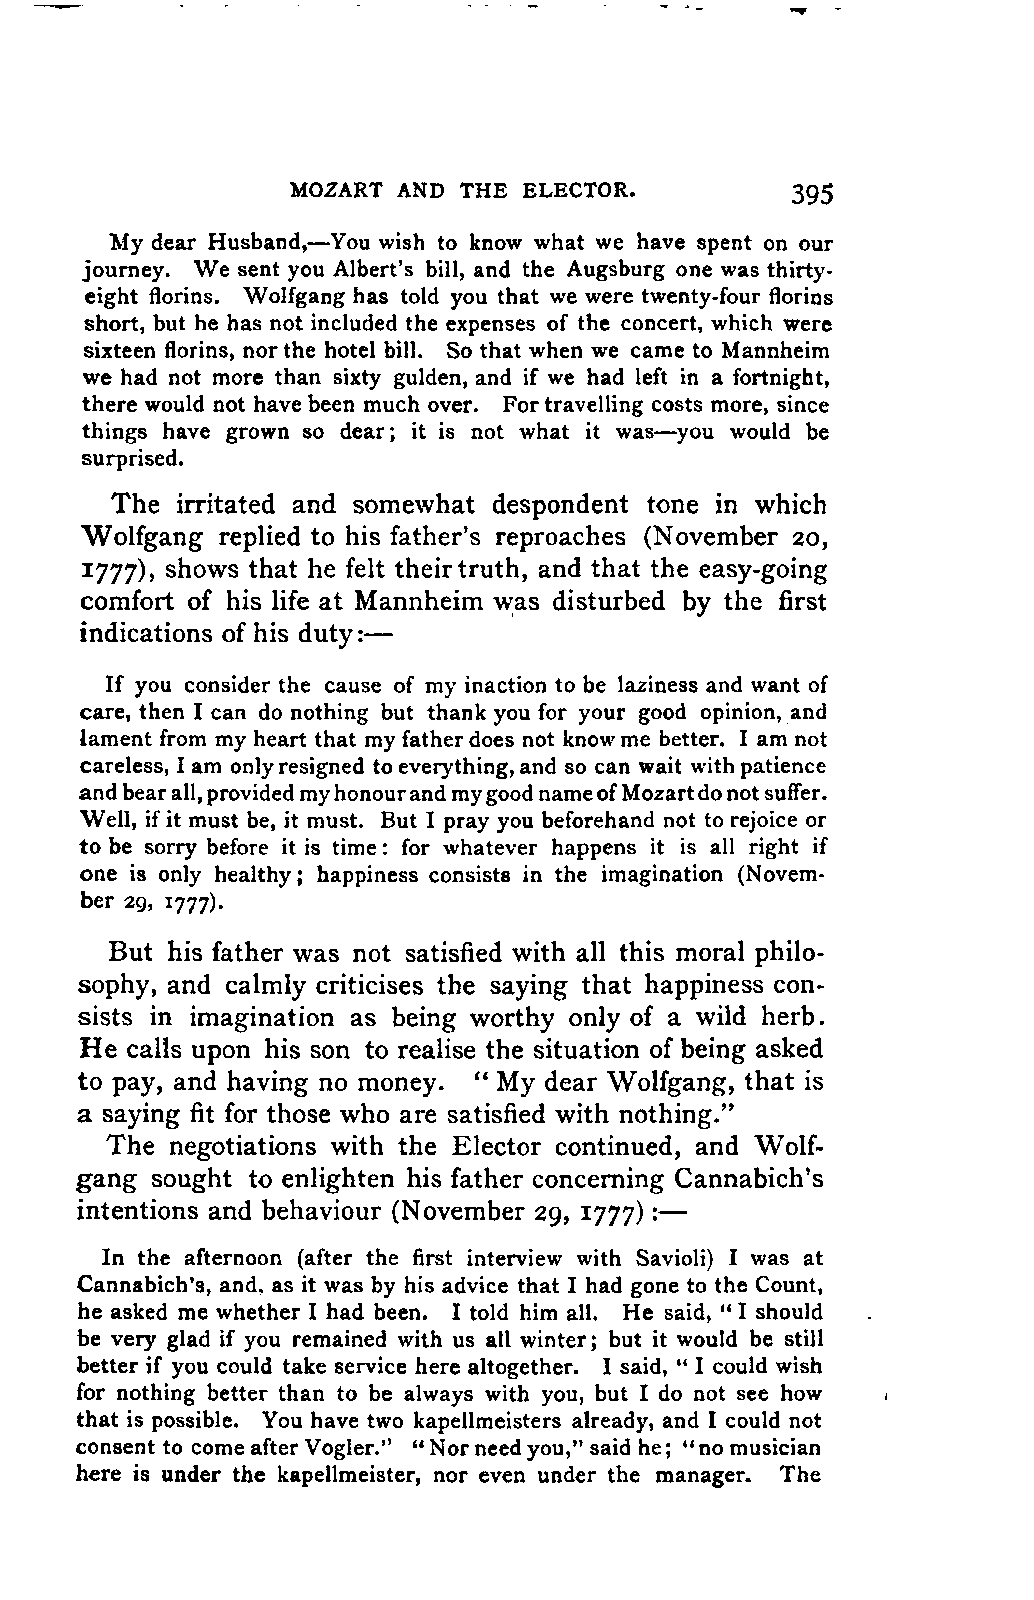 MOZART AND THE ELECTOR. 395
My dear Husband,—You wish to know what we have spent on our
journey. We sent you Albert's bill, and the Augsburg one was thirty-
eight florins. Wolfgang has told you that we were twenty-four florins
short, but he has not included the expenses of the concert, which were
sixteen florins, nor the hotel bill. So that when we came to Mannheim
we had not more than sixty gulden, and if we had left in a fortnight,
there would not have been much over. For travelling costs more, since
things have grown so dear; it is not what it was—you would be
surprised.
The irritated and somewhat despondent tone in which
Wolfgang replied to his father's reproaches (November 20,
1777), shows that he felt their truth, and that the easy-going
comfort of his life at Mannheim was disturbed by the first
indications of his duty:—
If you consider the cause of my inaction to be laziness and want of
care, then I can do nothing but thank you for your good opinion, and
lament from my heart that my father does not know me better. I am not
careless, I am only resigned to everything, and so can wait with patience
and bear all, provided my honour and my good name of Mozart do not suffer.
Well, if it must be, it must. But I pray you beforehand not to rejoice or
to be sorry before it is time: for whatever happens it is all right if
one is only healthy; happiness consists in the imagination (Novem-
ber 29, 1777).
But his father was not satisfied with all this moral philo-
sophy, and calmly criticises the saying that happiness con-
sists in imagination as being worthy only of a wild herb.
He calls upon his son to realise the situation of being asked
to pay, and having no money. "My dear Wolfgang, that is
a saying fit for those who are satisfied with nothing."
The negotiations with the Elector continued, and Wolf-
gang sought to enlighten his father concerning Cannabich's
intentions and behaviour (November 29, 1777):—
In the afternoon (after the first interview with Savioli) I was at
Cannabich's, and, as it was by his advice that I had gone to the Count,
he asked me whether I had been. I told him all. He said, "I should
be very glad if you remained with us all winter; but it would be still
better if you could take service here altogether. I said, "I could wish
for nothing better than to be always with you, but I do not see how
that is possible. You have two kapellmeisters already, and I could not
consent to come after Vogler." "Nor need you," said he; "no musician
here is under the kapellmeister, nor even under the manager. The